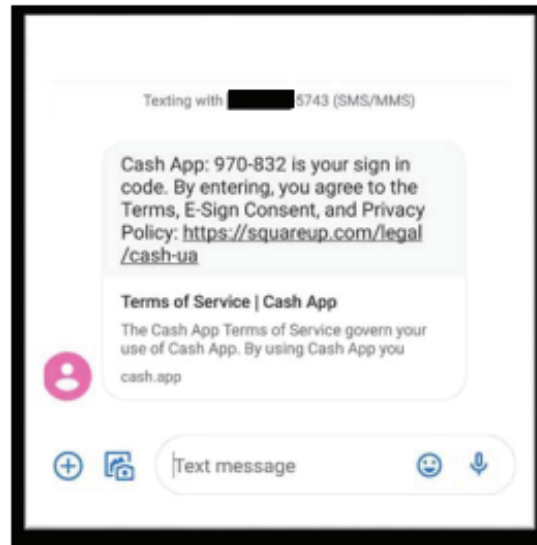 Texting with 5743 (SMS/MMS)
Cash App: 970-832 is your sign in
code. By entering, you agree to the
Terms, E-Sign Consent, and Privacy
Policy: https://squareup.com/legal
/cash-ua
Terms of Service | Cash App
The Cash App Terms of Service govern your
use of Cash App. By using Cash App you
cash.app
Text message